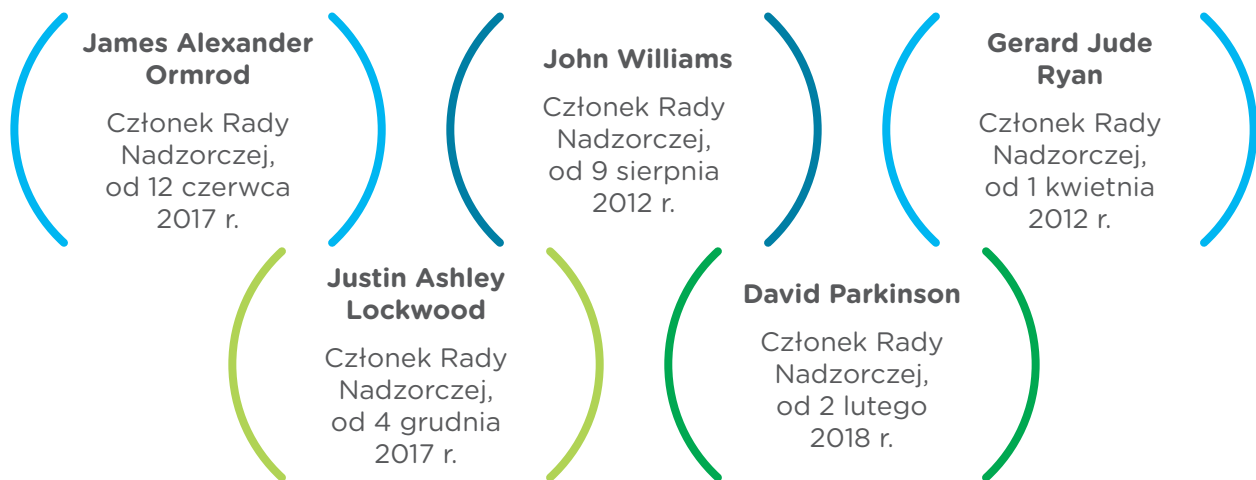 James Alexander
Ormrod
Członek Rady
Nadzorczej,
od 12 czerwca
2017 r.
John Williams
Członek Rady
Nadzorczej,
od 9 sierpnia
2012 r.
Gerard Jude
Ryan
Członek Rady
Nadzorczej,
od 1 kwietnia
2012 r.
Justin Ashley
Lockwood
Członek Rady
Nadzorczej,
od 4 grudnia
2017 r.
David Parkinson
Członek Rady
Nadzorczej,
od 2 lutego
2018 r.